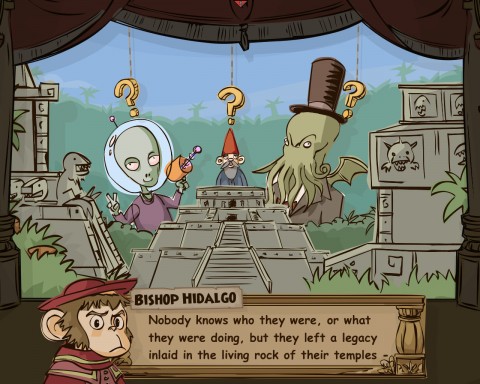 ?
?
?
BISHOP HIDALGO
Nobody knows who they were, or what
they were doing, but they left a legacy
inlaid in the living rock of their temples